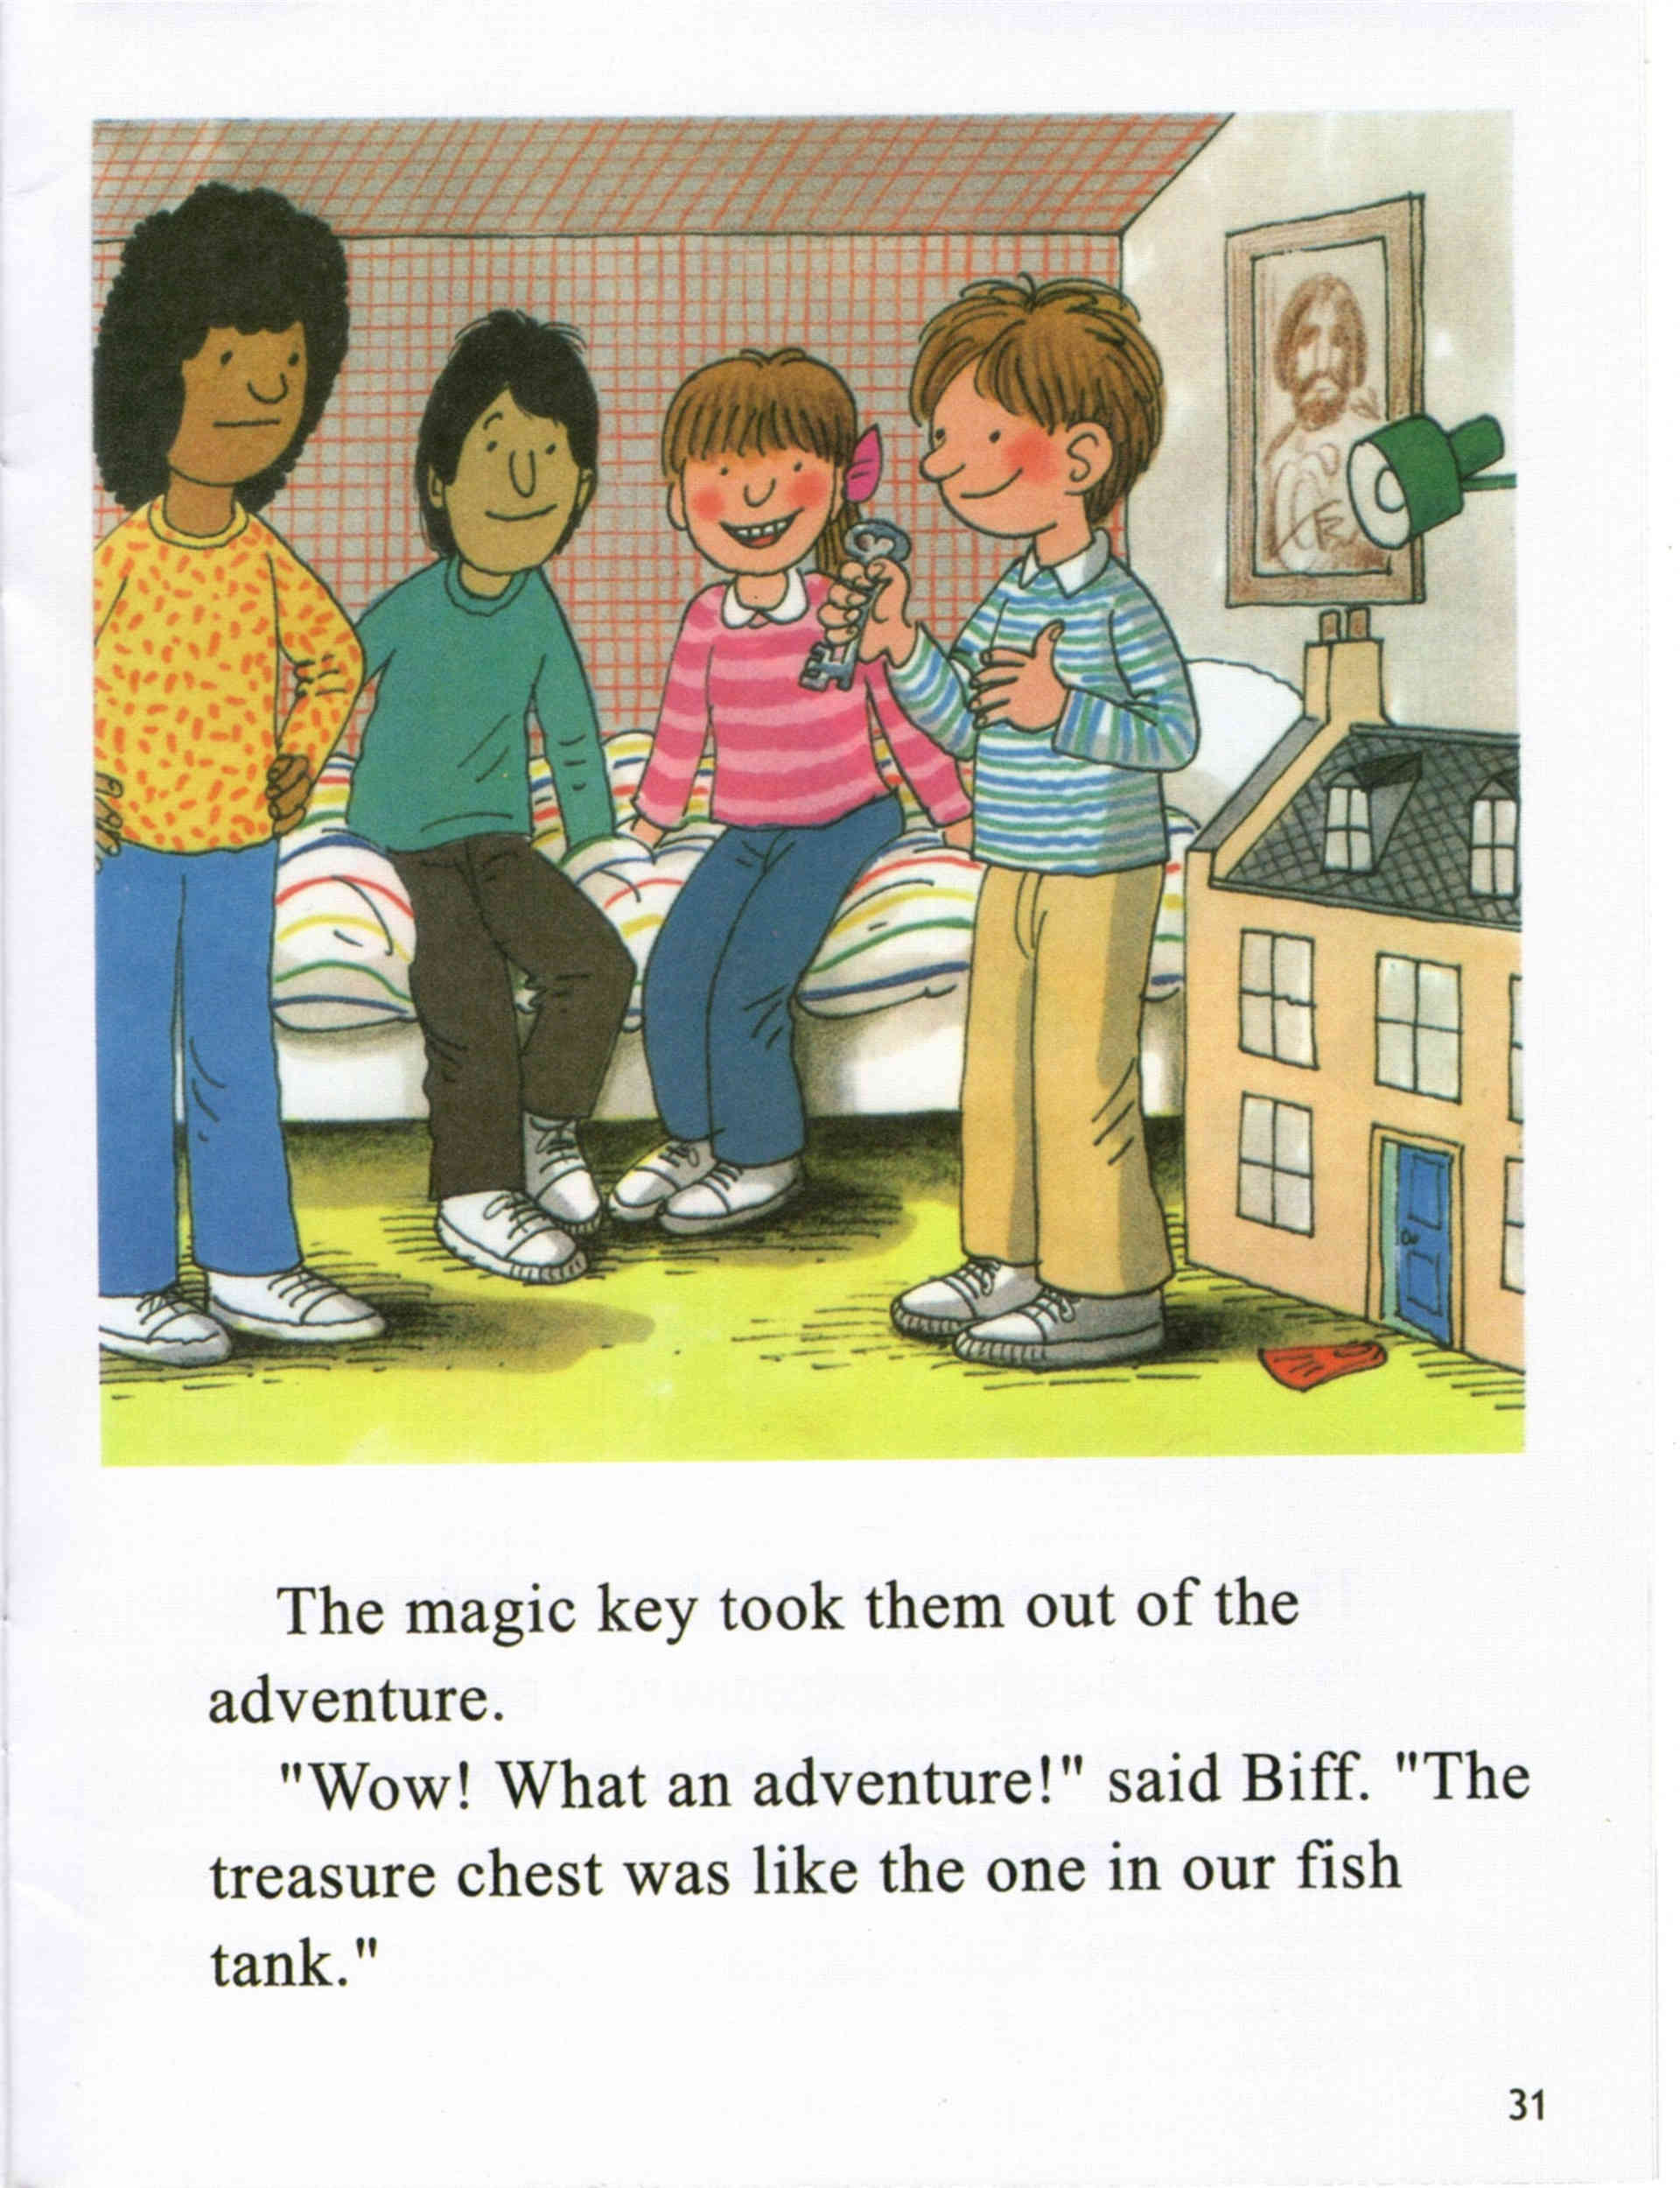 The magic key took them out of the
adventure.
"Wow! What an adventure!" said Biff. "The
treasure chest was like the one in our fish
tank."
31